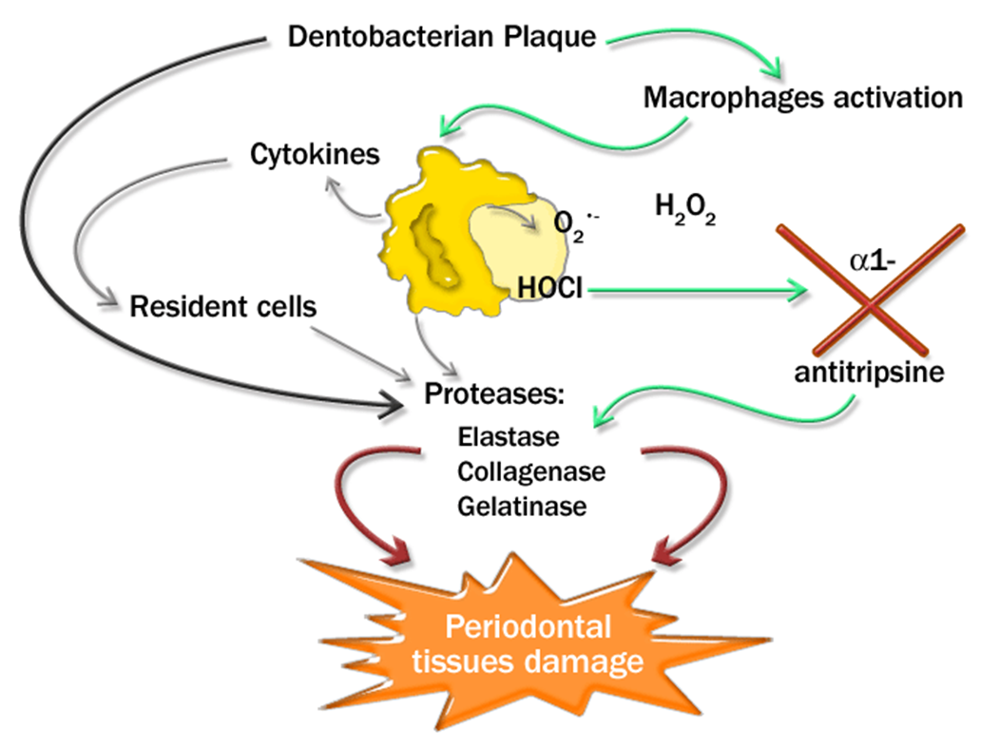 Dentobacterian Plaque
Macrophages activation
Cytokines
O₂˙⁻
H₂O₂
α1-
HOCl
Resident cells
antitripsine
Proteases:
Elastase
Collagenase
Gelatinase
Periodontal
tissues damage